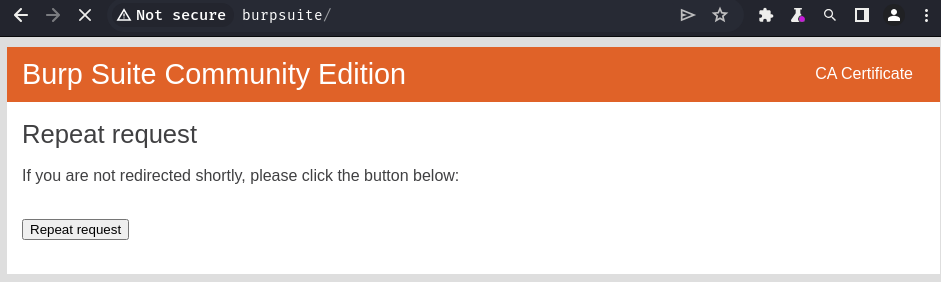 Not secure burpsuite/
Burp Suite Community Edition
CA Certificate
Repeat request
If you are not redirected shortly, please click the button below:
Repeat request